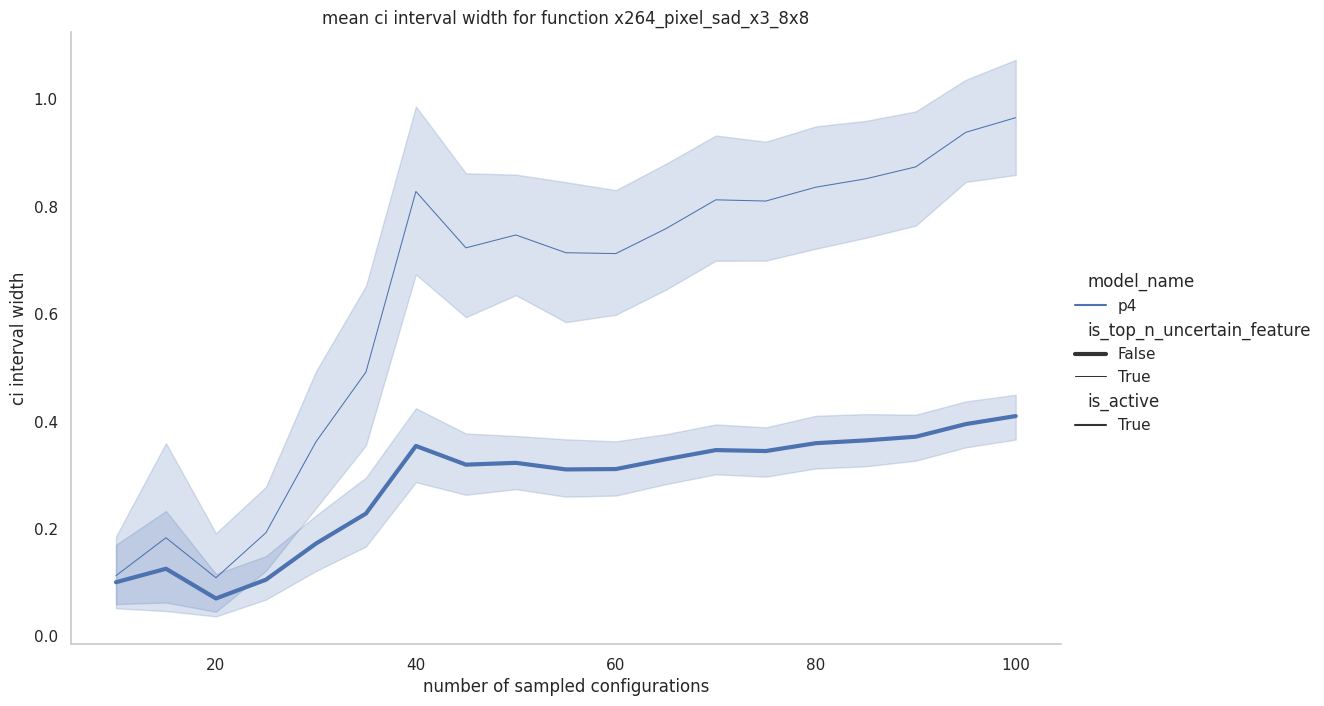 mean ci interval width for function x264_pixel_sad_x3_8x8
ci interval width
1.0
0.8
0.6
0.4
0.2
0.0
20
40
60
80
100
number of sampled configurations
model_name
p4
is_top_n_uncertain_feature
False
True
is_active
True